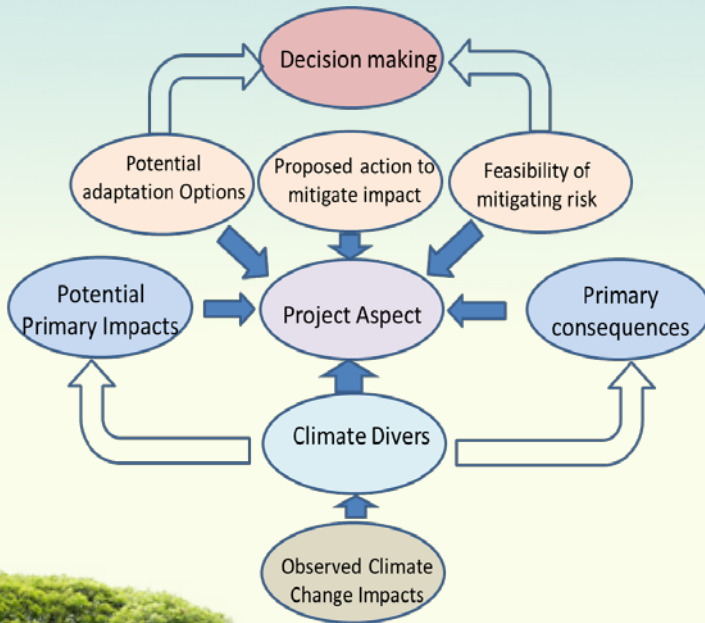 Decision making
Potential
adaptation Options
Proposed action to
mitigate impact
Feasibility of
mitigating risk
Potential
Primary Impacts
Project Aspect
Primary
consequences
Climate Divers
Observed Climate
Change Impacts